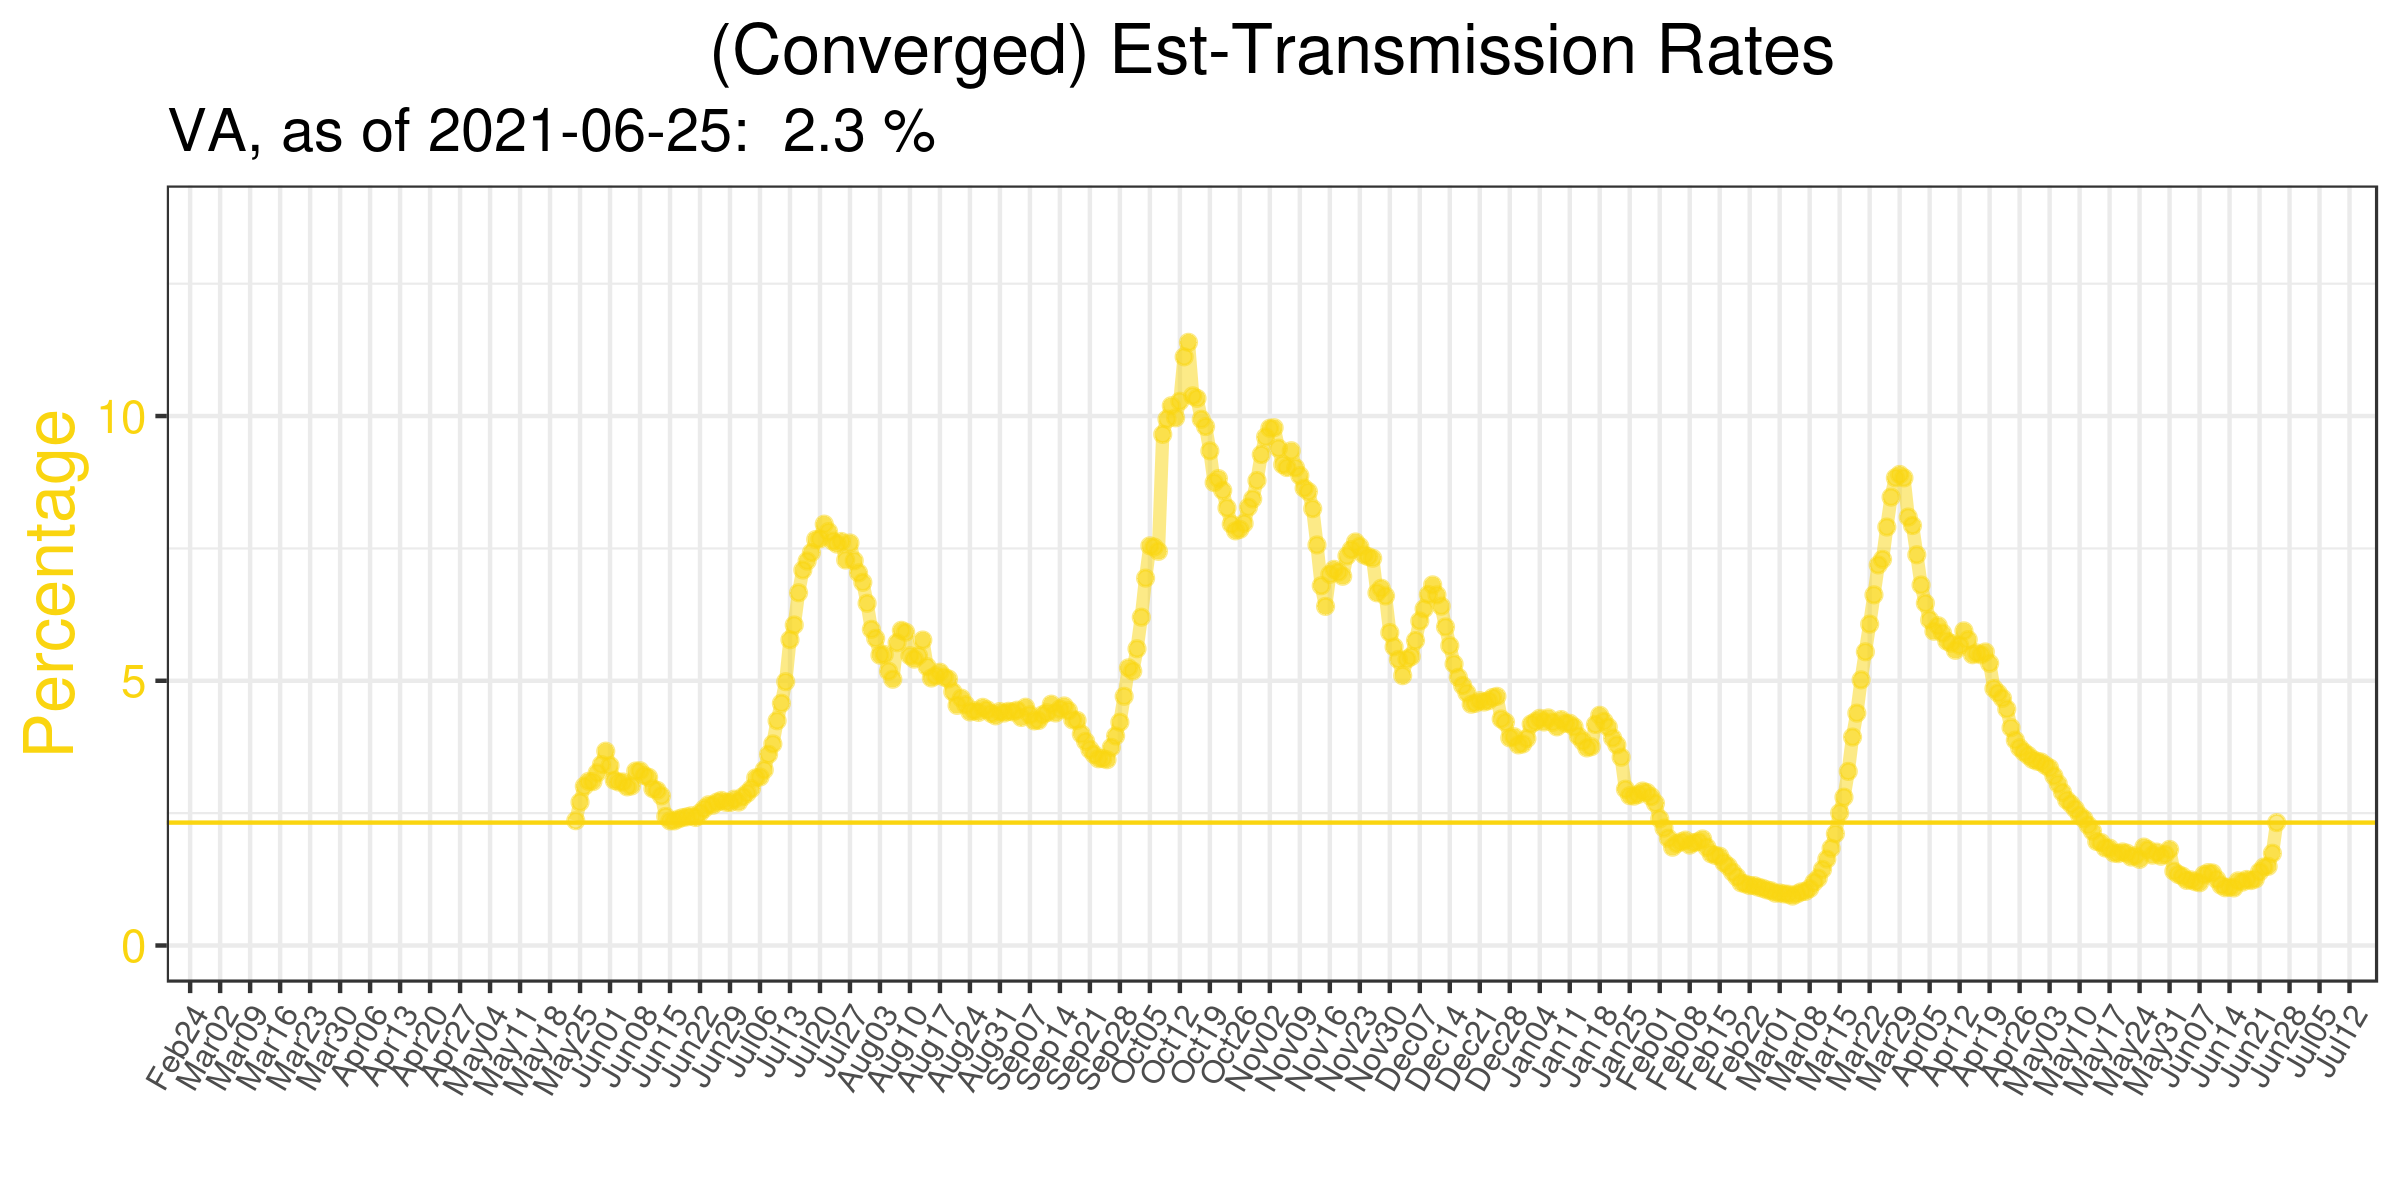 (Converged) Est-Transmission Rates
VA, as of 2021-06-25: 2.3 %
Percentage
10
5
0
Feb24
Mar02
Mar09
Mar16
Mar23
Mar30
Apr06
Apr13
Apr20
Apr27
May04
May11
May18
May25
Jun01
Jun08
Jun15
Jun22
Jun29
Jul06
Jul13
Jul20
Jul27
Aug03
Aug10
Aug17
Aug24
Aug31
Sep07
Sep14
Sep21
Sep28
Oct05
Oct12
Oct19
Oct26
Nov02
Nov09
Nov16
Nov23
Nov30
Dec07
Dec14
Dec21
Dec28
Jan04
Jan11
Jan18
Jan25
Feb01
Feb08
Feb15
Feb22
Mar01
Mar08
Mar15
Mar22
Mar29
Apr05
Apr12
Apr19
Apr26
May03
May10
May17
May24
May31
Jun07
Jun14
Jun21
Jun28
Jul05
Jul12